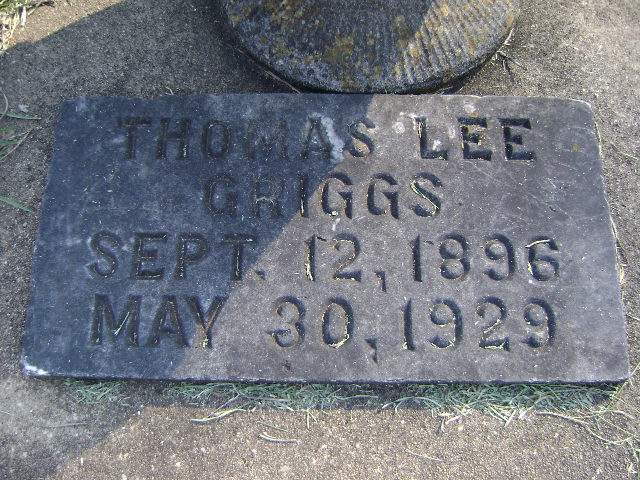 THOMAS LEE
GRIGGS
SEPT. 12, 1896
MAY 30, 1929